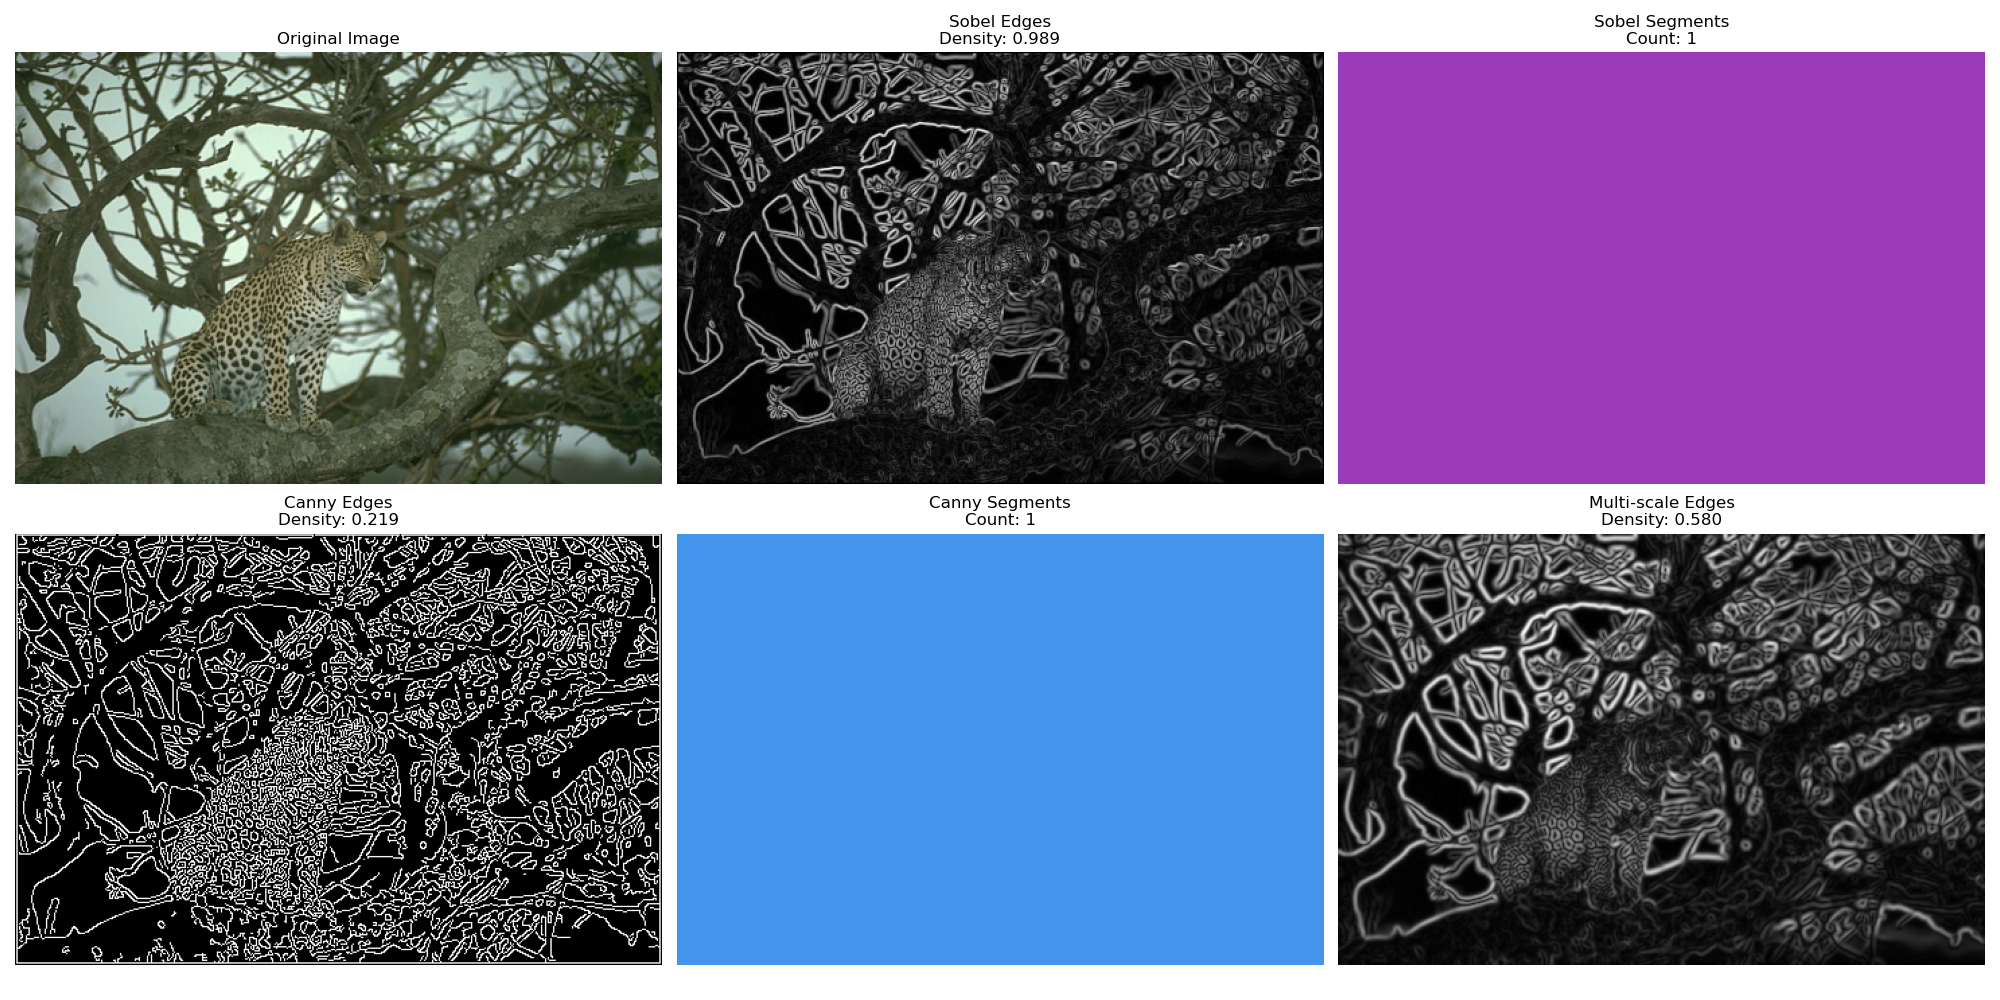 Original Image
Sobel Edges
Density: 0.989
Sobel Segments
Count: 1
Canny Edges
Density: 0.219
Canny Segments
Count: 1
Multi-scale Edges
Density: 0.580